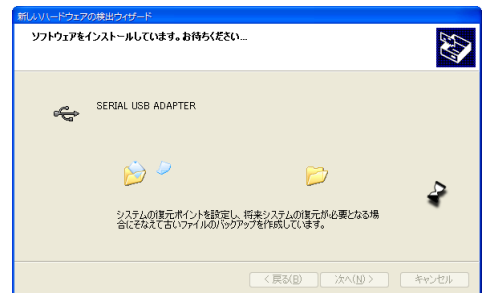 新しいハードウェアの検出ウィザード
ソフトウェアをインストールしています。お待ちください...
SERIAL USB ADAPTER
システムの復元ポイントを設定し、将来システムの復元が必要となる場
合にそなえて古いファイルのバックアップを作成しています。
< 戻る(B) 次へ(N) > キャンセル